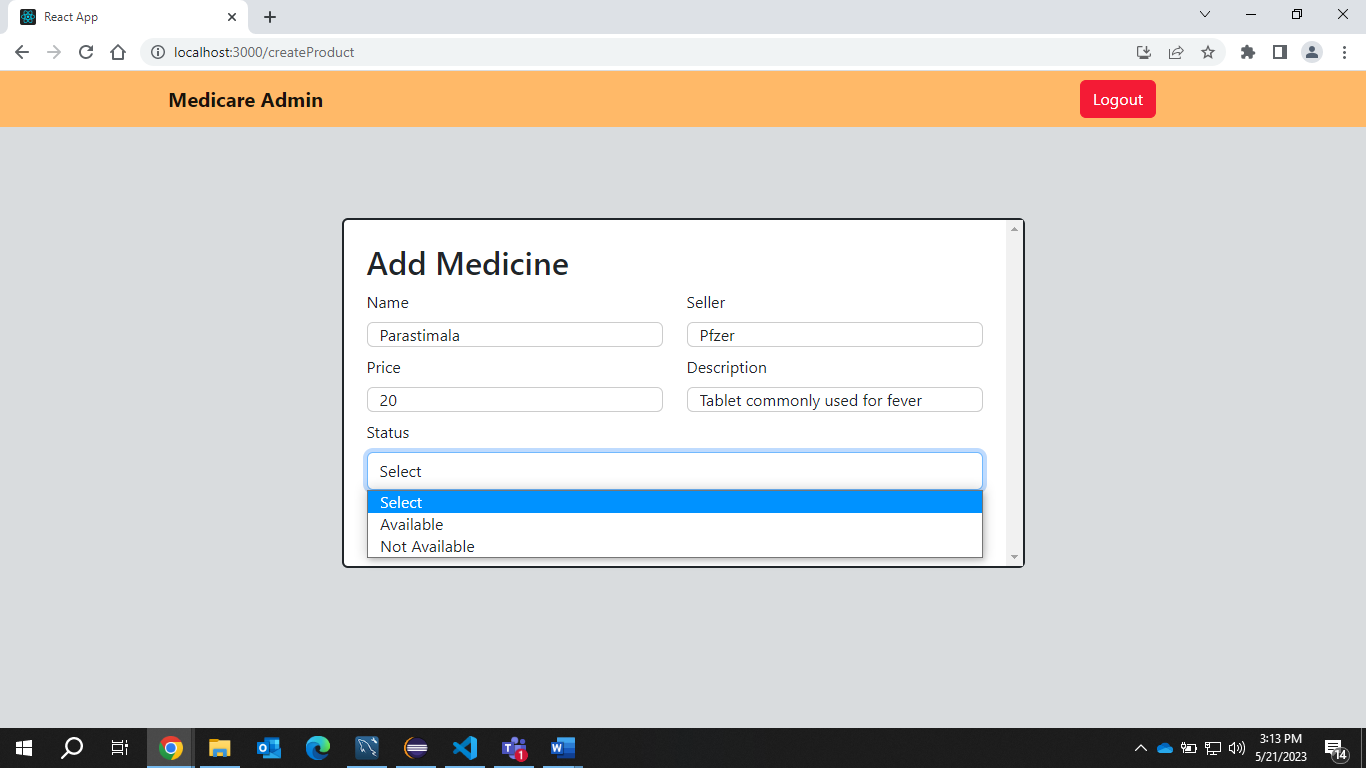 React App
localhost:3000/createProduct
Medicare Admin
Logout
Add Medicine
Name
Seller
Parastimala
Pfzer
Price
Description
20
Tablet commonly used for fever
Status
Select
Select
Available
Not Available
1
3:13 PM
5/21/2023
14